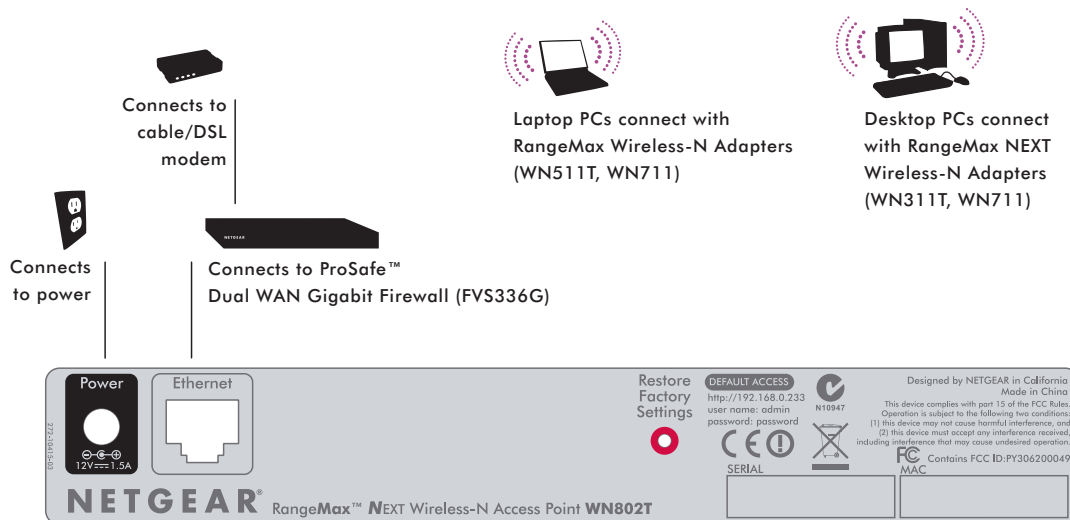 Connects to
cable/DSL
modem
Laptop PCs connect with
RangeMax Wireless-N Adapters
(WN511T, WN711)
Desktop PCs connect
with RangeMax NEXT
Wireless-N Adapters
(WN311T, WN711)
NETGEAR
Connects
to power
Connects to ProSafe™
Dual WAN Gigabit Firewall (FVS336G)
Power
Ethernet
272-10415-03
12V 1.5A
Restore
Factory
Settings
DEFAULT ACCESS
http://192.168.0.233
user name: admin
password: password
N10947
CE
SERIAL
Designed by NETGEAR in California
Made in China
This device complies with part 15 of the FCC Rules.
Operation is subject to the following two conditions:
(1) this device may not cause harmful interference, and
(2) this device must accept any interference received,
including interference that may cause undesired operation.
FC Contains FCC ID:PY306200049
MAC
NETGEAR® RangeMax™ NEXT Wireless-N Access Point WN802T